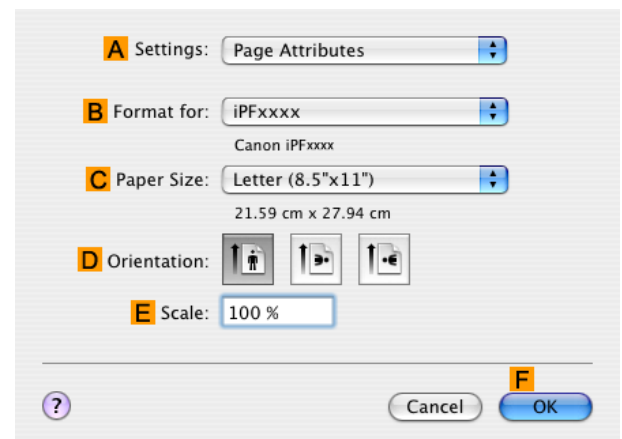 A Settings: Page Attributes
B Format for: iPFxxxx
Canon iPFxxxx
C Paper Size: Letter (8.5"x11")
21.59 cm x 27.94 cm
D Orientation:
E Scale: 100 %
F
? Cancel OK